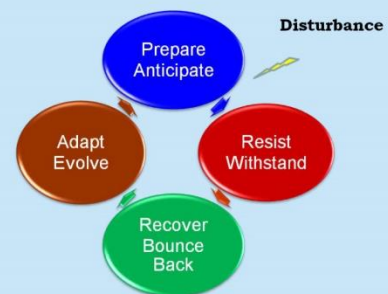 Disturbance
Prepare
Anticipate
Adapt
Evolve
Resist
Withstand
Recover
Bounce
Back